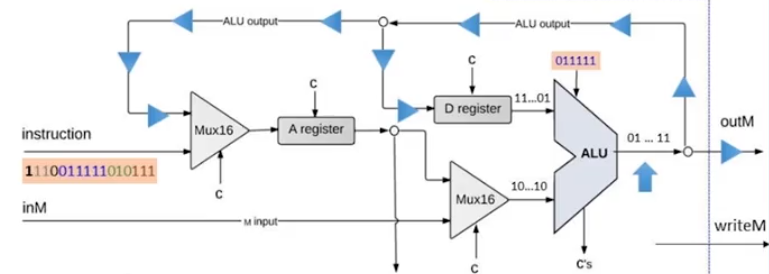 ALU output
ALU output
C
011111
C
D register
11...01
Mux16
A register
instruction
1110011111010111
C
01 ... 11
outM
ALU
10...10
Mux16
inM
M input
writeM
C
C's